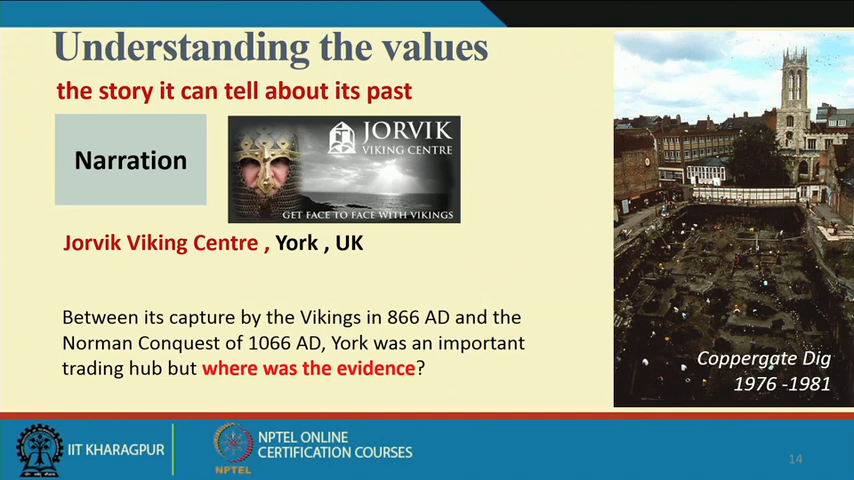 Understanding the values
the story it can tell about its past
Narration
JORVIK
VIKING CENTRE
GET FACE TO FACE WITH VIKINGS
Jorvik Viking Centre , York , UK
Between its capture by the Vikings in 866 AD and the
Norman Conquest of 1066 AD, York was an important
trading hub but where was the evidence?
Coppergate Dig
1976 -1981
IIT KHARAGPUR
NPTEL
NPTEL ONLINE
CERTIFICATION COURSES
14